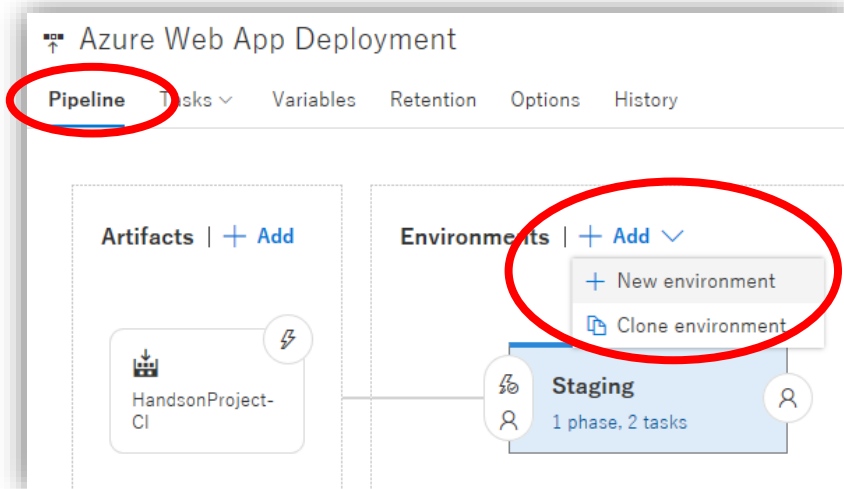 Azure Web App Deployment
Pipeline Tasks Variables Retention Options History
Artifacts | + Add
Environments | + Add
+ New environment
Clone environment
HandsonProject-
CI
Staging
1 phase, 2 tasks